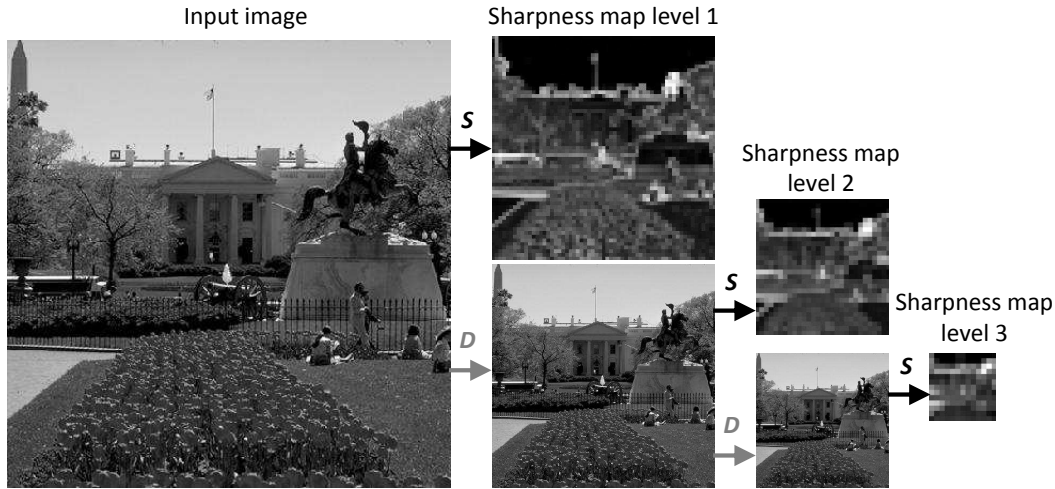 Input image
Sharpness map level 1
S
Sharpness map
level 2
S
Sharpness map
level 3
D
S
D